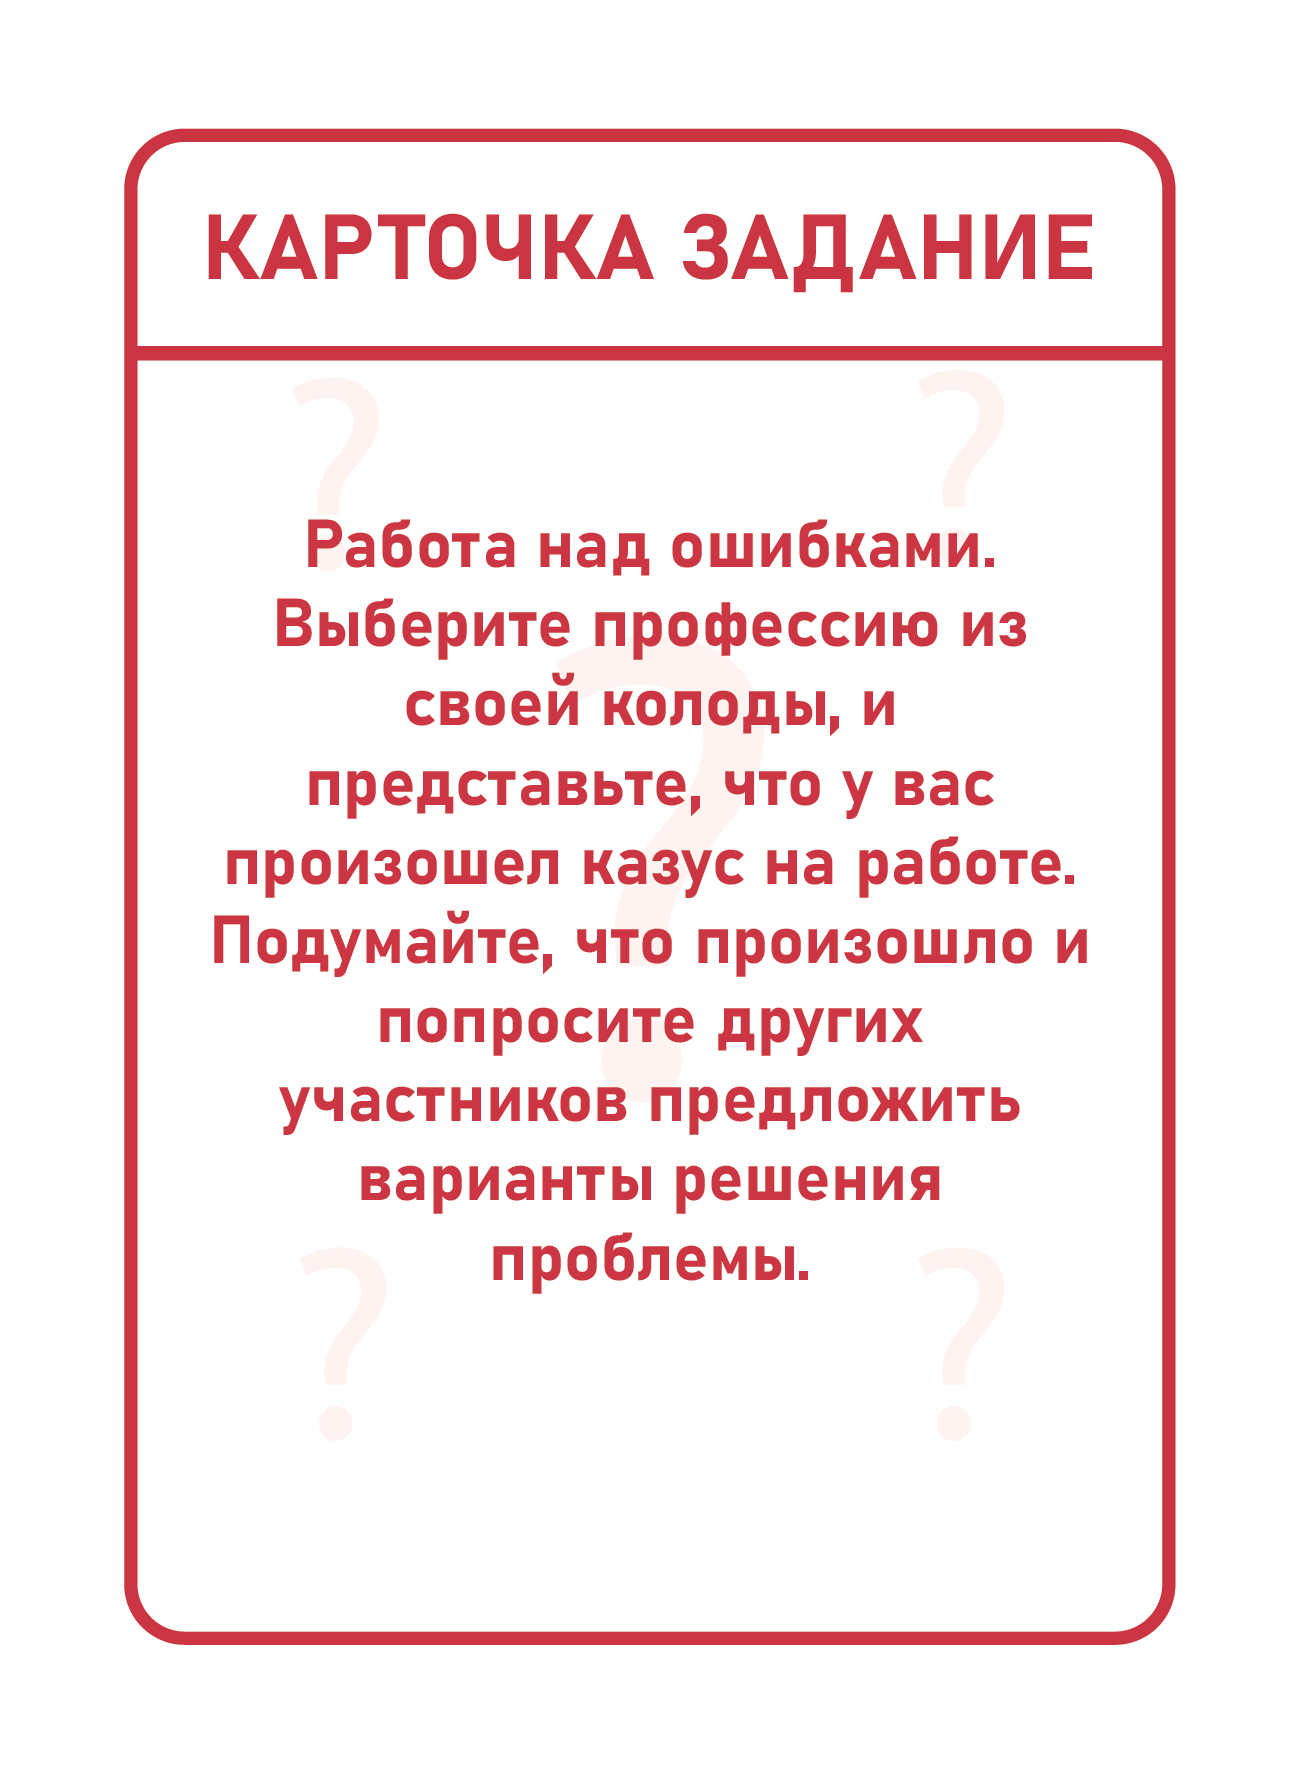 КАРТОЧКА ЗАДАНИЕ
Работа над ошибками.
Выберите профессию из
своей колоды, и
представьте, что у вас
произошел казус на работе.
Подумайте, что произошло и
попросите других
участников предложить
варианты решения
проблемы.